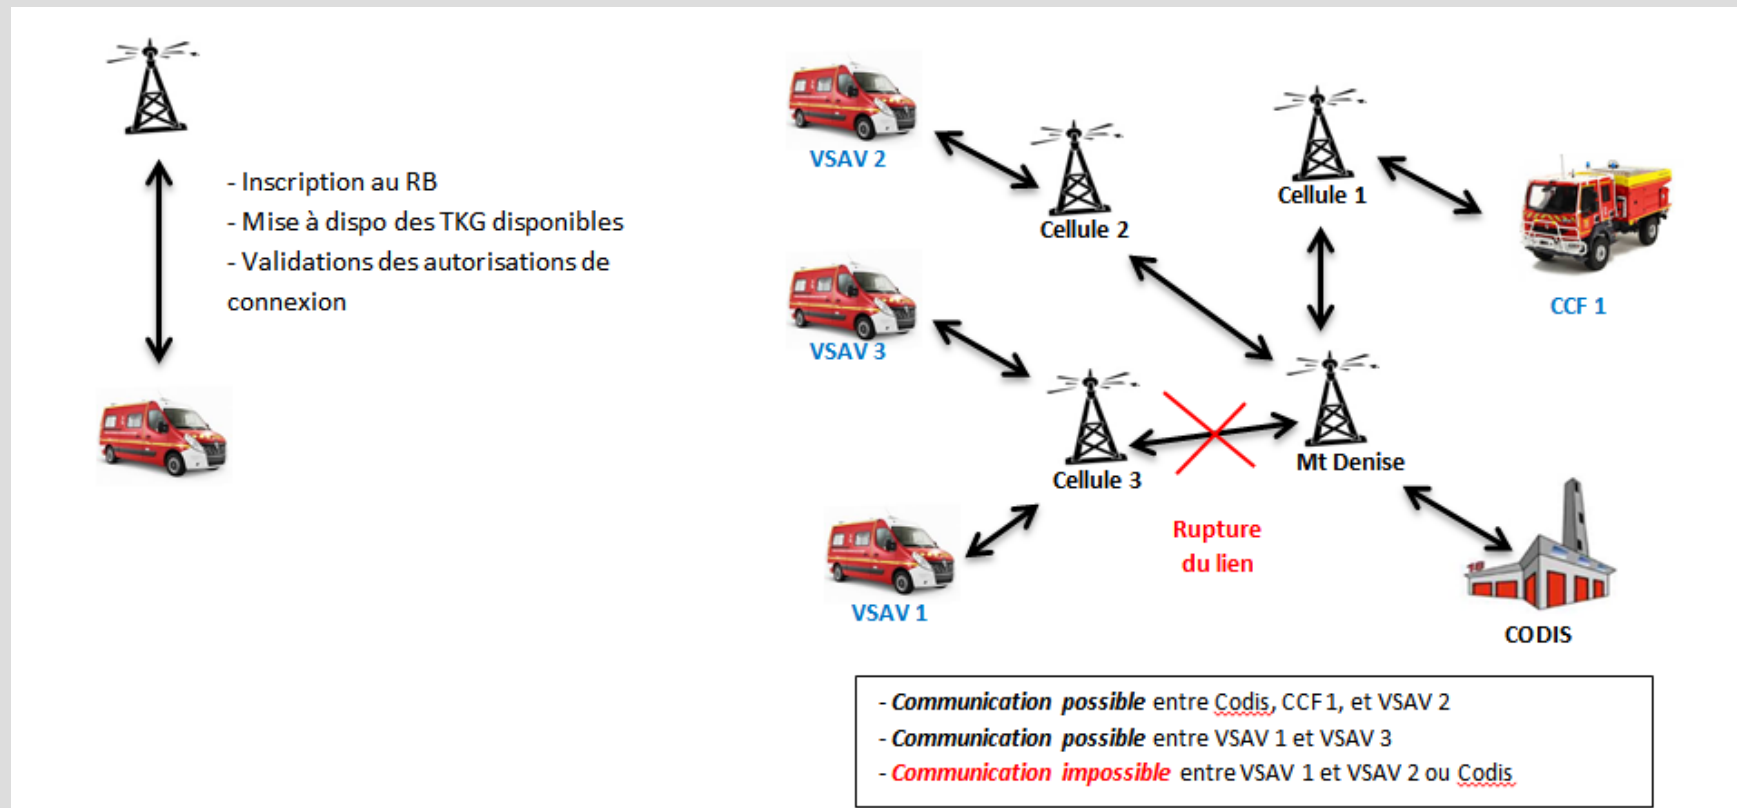 - Inscription au RB
- Mise à dispo des TKG disponibles
- Validations des autorisations de
connexion
VSAV 2
Cellule 2
Cellule 1
CCF 1
VSAV 3
Cellule 3
Mt Denise
Rupture
du lien
VSAV 1
18
CODIS
- Communication possible entre Codis, CCF 1, et VSAV 2
- Communication possible entre VSAV 1 et VSAV 3
- Communication impossible entre VSAV 1 et VSAV 2 ou Codis